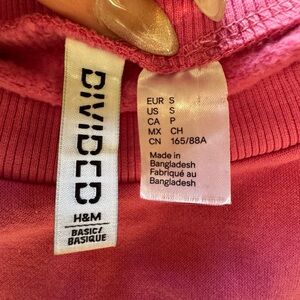 DIVIDED
H&M
BASIC/
BASIQUE
EUR S
US S
CA P
MX CH
CN 165/88A
Made in
Bangladesh
Fabriqué au
Bangladesh